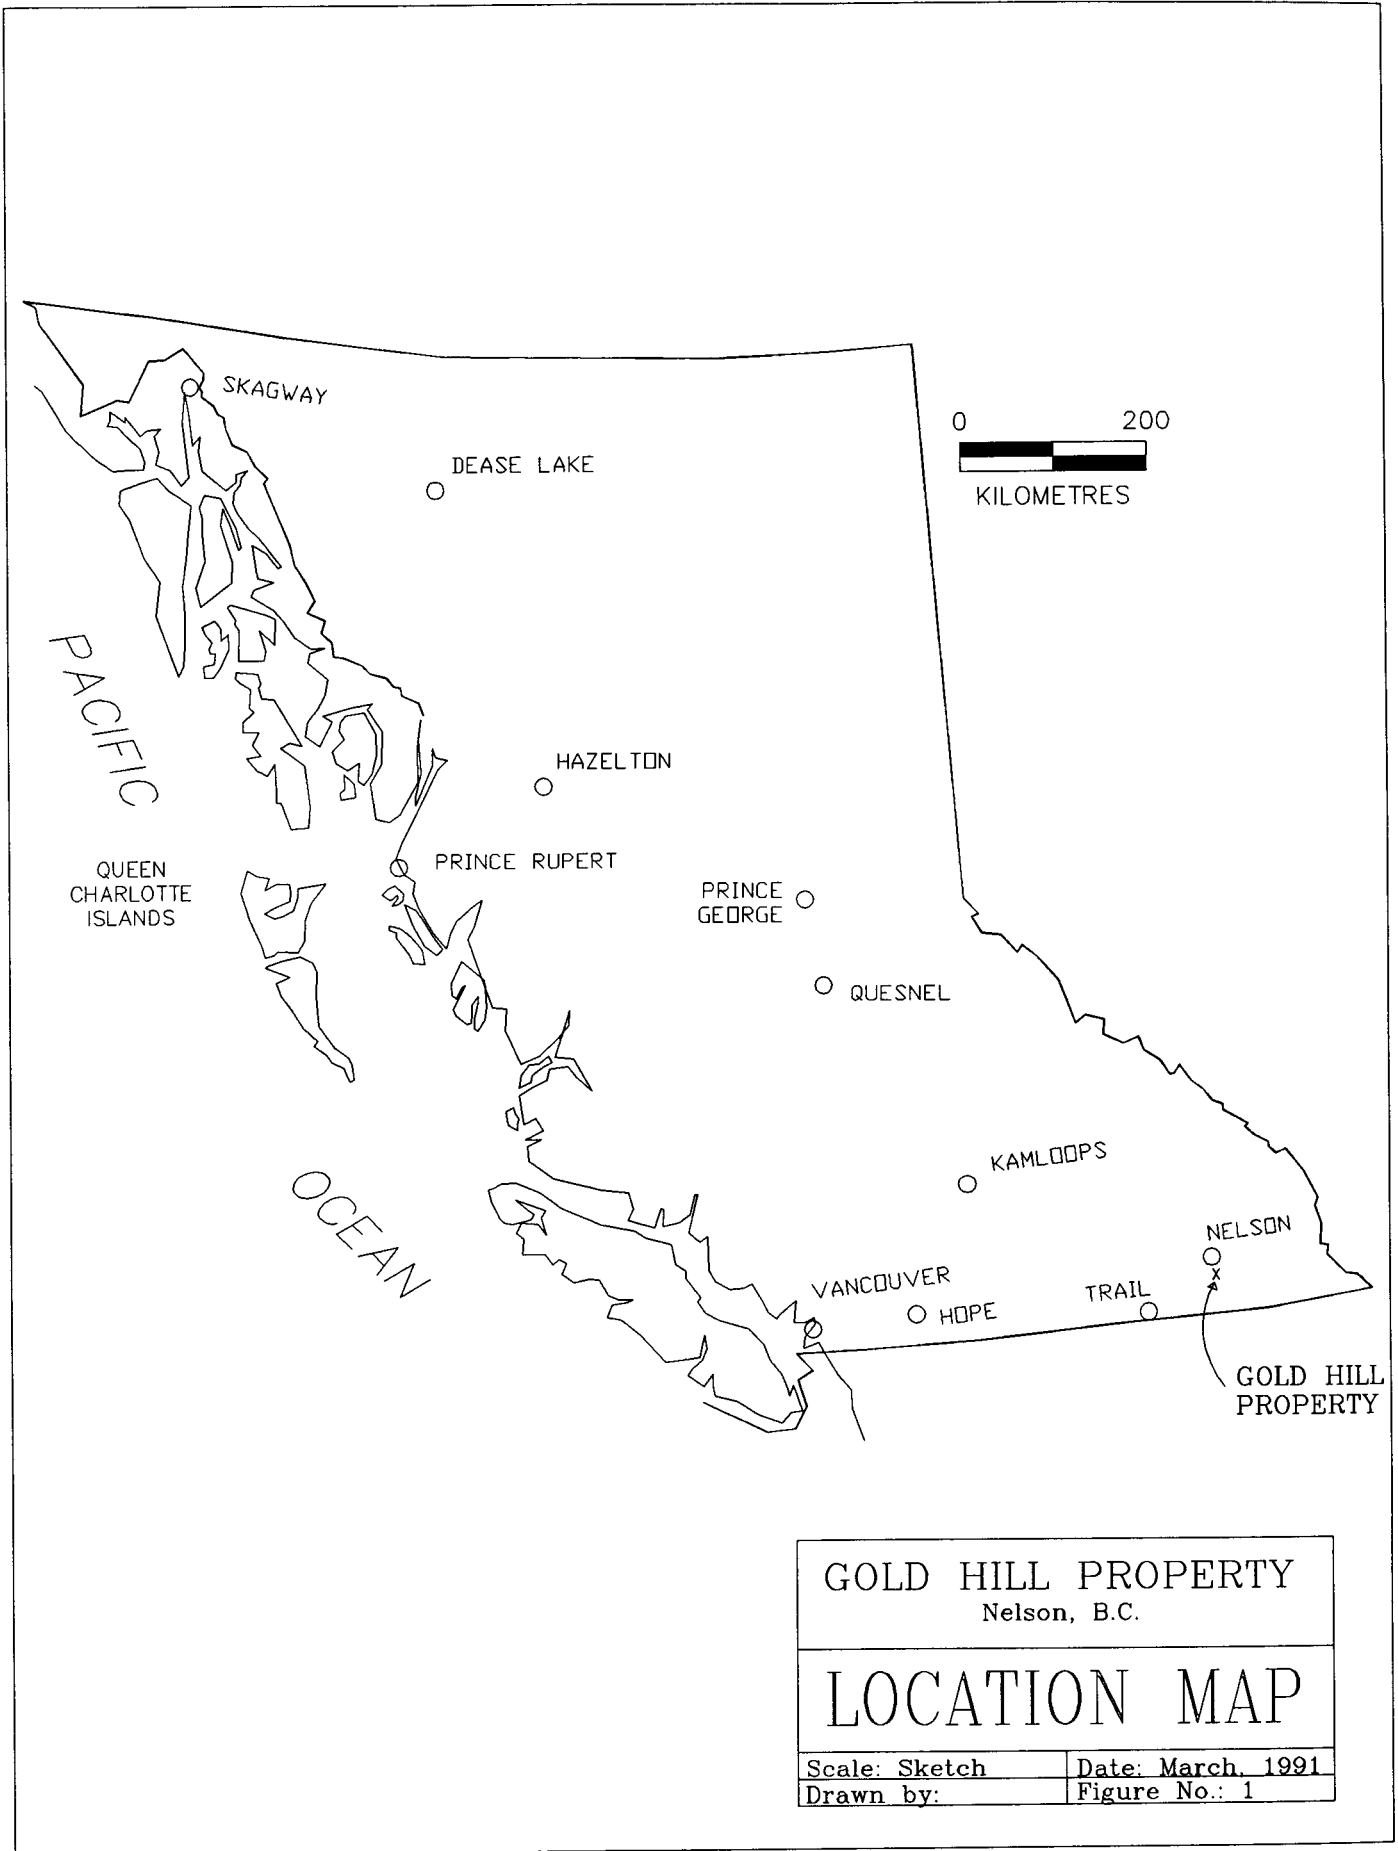 SKAGWAY
DEASE LAKE
0 200
KILOMETRES
PACIFIC
HAZELTON
QUEEN
CHARLOTTE
ISLANDS
PRINCE RUPERT
PRINCE
GEORGE
QUESNEL
KAMLOOPS
OCEAN
NELSON
X
VANCOUVER
HOPE
TRAIL
GOLD HILL
PROPERTY
GOLD HILL PROPERTY
Nelson, B.C.
LOCATION MAP
Scale: Sketch
Date: March, 1991
Drawn by:
Figure No.: 1